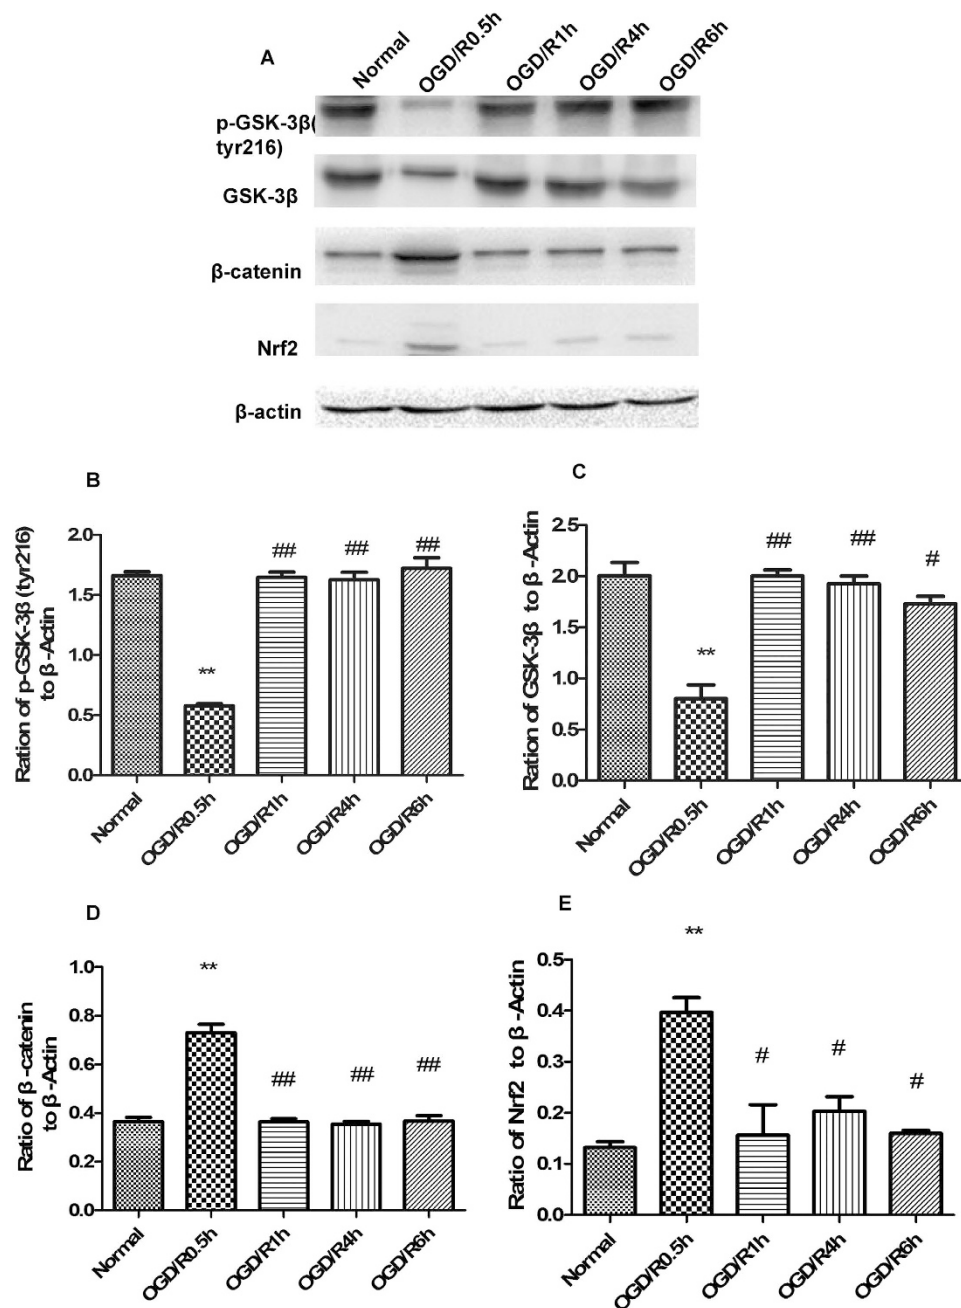 A
Normal
OGD/R0.5h
OGD/R1h
OGD/R4h
OGD/R6h
p-GSK-3β(
tyr216)
GSK-3β
β-catenin
Nrf2
β-actin
B
Ration of p-GSK-3β (tyr216)
to β -Actin
2.0
1.5
1.0
0.5
0.0
**
##
##
##
Normal
OGD/R0.5h
OGD/R1h
OGD/R4h
OGD/R6h
C
Ration of GSK-3β to β -Actin
2.5
2.0
1.5
1.0
0.5
0.0
**
##
##
#
Normal
OGD/R0.5h
OGD/R1h
OGD/R4h
OGD/R6h
D
Ratio of β -catenin
to β -Actin
1.0
0.8
0.6
0.4
0.2
0.0
**
##
##
##
Normal
OGD/R0.5h
OGD/R1h
OGD/R4h
OGD/R6h
E
Ratio of Nrf2 to β -Actin
0.5
0.4
0.3
0.2
0.1
0.0
**
#
#
#
Normal
OGD/R0.5h
OGD/R1h
OGD/R4h
OGD/R6h